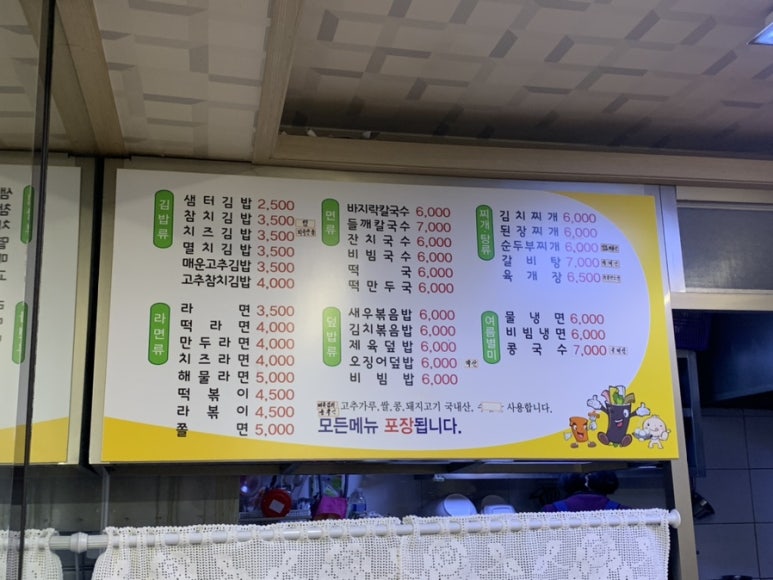 김밥류
샘터김밥 2,500
참치김밥 3,500
치즈김밥 3,500
멸치김밥 3,500
매운고추김밥 3,500
고추참치김밥 4,000
라면류
라면 3,500
떡라면 4,000
만두라면 4,000
치즈라면 4,000
해물라면 5,000
떡볶이 4,500
라볶이 4,500
쫄면 5,000
면류
바지락칼국수 6,000
들깨칼국수 7,000
잔치국수 6,000
비빔국수 6,000
떡국 6,000
떡만두국 6,000
덮밥류
새우볶음밥 6,000
김치볶음밥 6,000
제육덮밥 6,000
오징어덮밥 6,000
비빔밥 6,000
찌개탕류
김치찌개 6,000
된장찌개 6,000
순두부찌개 6,000
갈비탕 7,000
육개장 6,500
여름별미
물냉면 6,000
비빔냉면 6,000
콩국수 7,000
고추가루,쌀,콩,돼지고기 국내산, 사용합니다.
모든메뉴 포장됩니다.